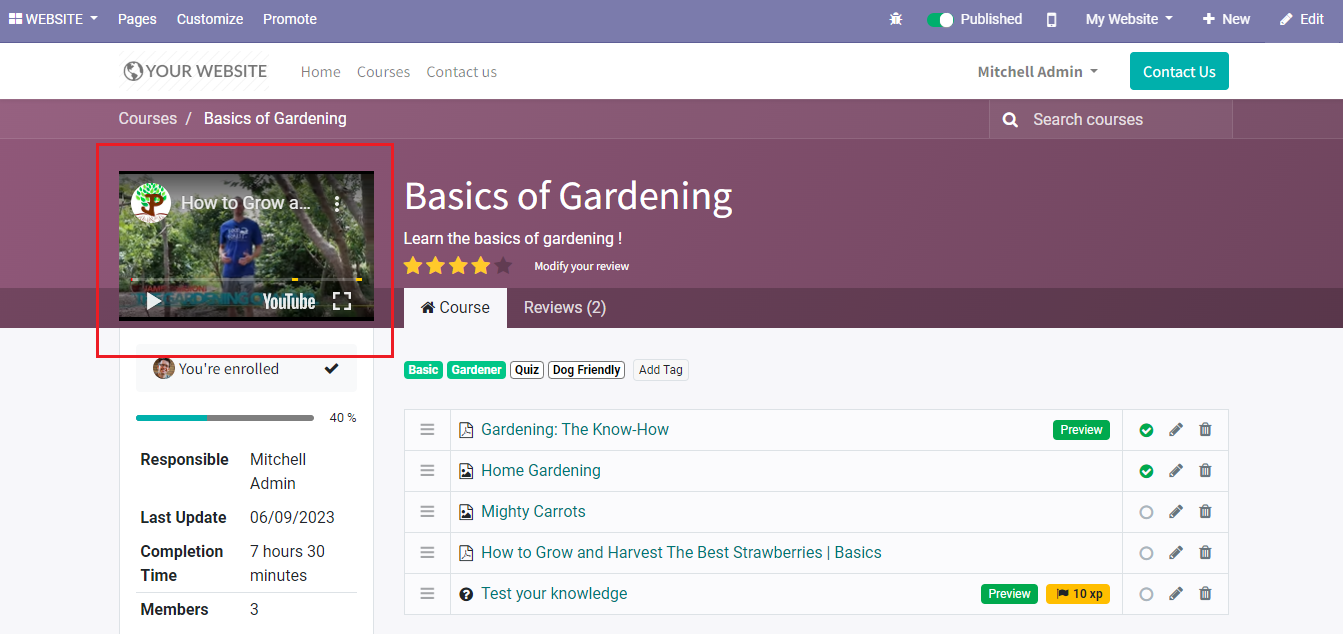 WEBSITE Pages Customize Promote Published My Website New Edit
YOUR WEBSITE Home Courses Contact us Mitchell Admin Contact Us
Courses / Basics of Gardening Search courses
How to Grow a...
YouTube
Basics of Gardening
Learn the basics of gardening !
Modify your review
Course Reviews (2)
You're enrolled
40 %
Responsible Mitchell
Admin
Last Update 06/09/2023
Completion 7 hours 30
Time minutes
Members 3
Basic Gardener Quiz Dog Friendly Add Tag
Gardening: The Know-How Preview
Home Gardening
Mighty Carrots
How to Grow and Harvest The Best Strawberries | Basics
Test your knowledge Preview 10 xp